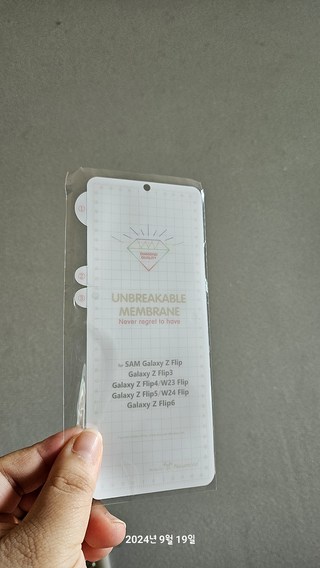 UNBREAKABLE
MEMBRANE
Never regret to have
for SAM Galaxy Z Flip
Galaxy Z Flip3
Galaxy Z Flip4/W23 Flip
Galaxy Z Flip5/W24 Flip
Galaxy Z Flip6
2024년 9월 19일